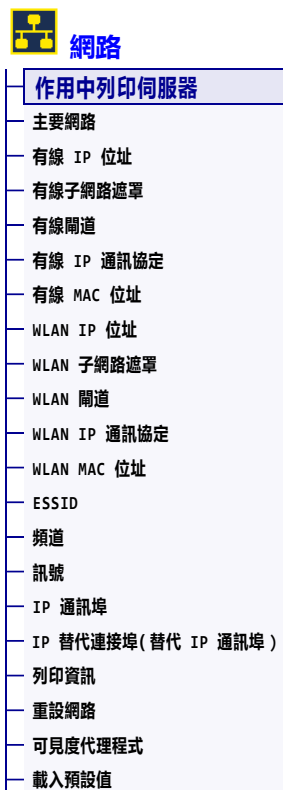 網路
作用中列印伺服器
主要網路
有線 IP 位址
有線子網路遮罩
有線閘道
有線 IP 通訊協定
有線 MAC 位址
WLAN IP 位址
WLAN 子網路遮罩
WLAN 閘道
WLAN IP 通訊協定
WLAN MAC 位址
ESSID
頻道
訊號
IP 通訊埠
IP 替代連接埠(替代 IP 通訊埠)
列印資訊
重設網路
可見度代理程式
載入預設值